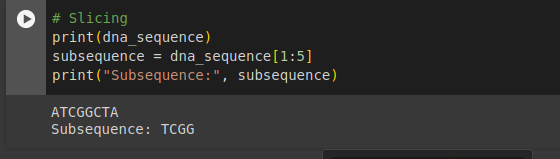 # Slicing
print(dna_sequence)
subsequence = dna_sequence[1:5]
print("Subsequence:", subsequence)
ATCGGCTA
Subsequence: TCGG